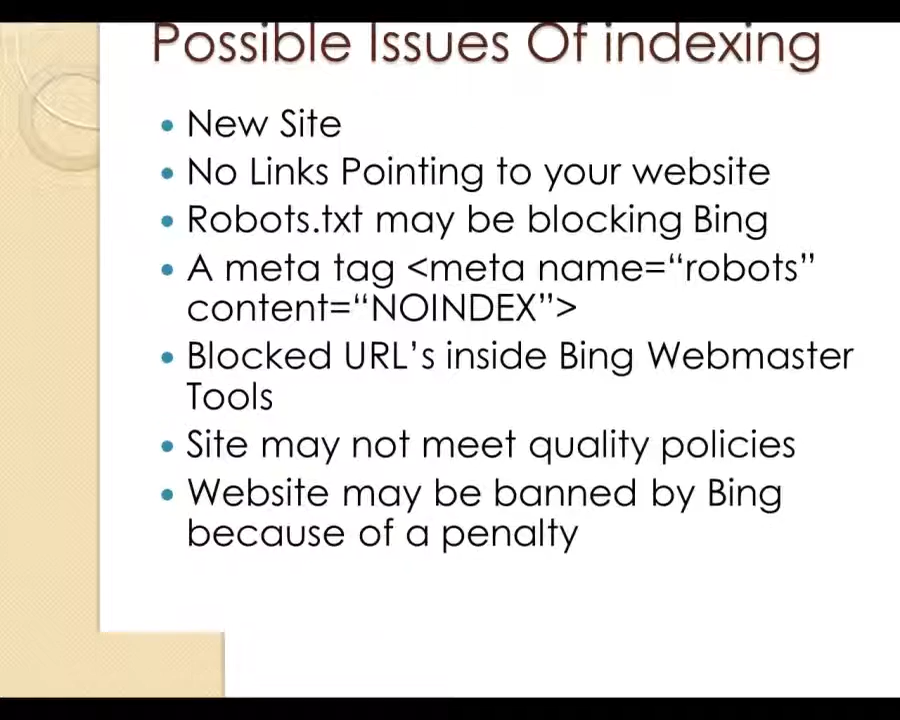 Possible Issues Of indexing
• New Site
• No Links Pointing to your website
• Robots.txt may be blocking Bing
• A meta tag <meta name=“robots”
content=“NOINDEX”>
• Blocked URL’s inside Bing Webmaster
Tools
• Site may not meet quality policies
• Website may be banned by Bing
because of a penalty